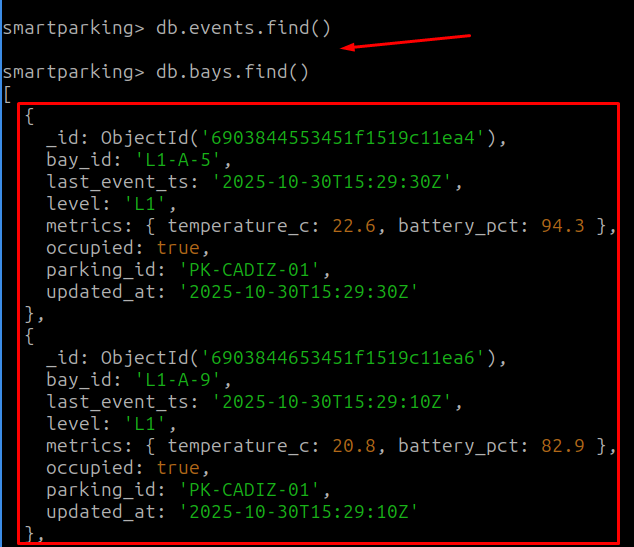 smartparking> db.events.find()
smartparking> db.bays.find()
[
{
_id: ObjectId('6903844553451f1519c11ea4'),
bay_id: 'L1-A-5',
last_event_ts: '2025-10-30T15:29:30Z',
level: 'L1',
metrics: { temperature_c: 22.6, battery_pct: 94.3 },
occupied: true,
parking_id: 'PK-CADIZ-01',
updated_at: '2025-10-30T15:29:30Z'
},
{
_id: ObjectId('6903844653451f1519c11ea6'),
bay_id: 'L1-A-9',
last_event_ts: '2025-10-30T15:29:10Z',
level: 'L1',
metrics: { temperature_c: 20.8, battery_pct: 82.9 },
occupied: true,
parking_id: 'PK-CADIZ-01',
updated_at: '2025-10-30T15:29:10Z'
},